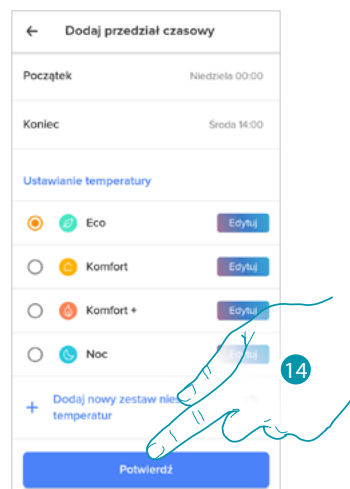 ← Dodaj przedział czasowy
Początek Niedziela 00:00
Koniec Środa 14:00
Ustawianie temperatury
Eco Edytuj
Komfort Edytuj
Komfort + Edytuj
Noc
+ Dodaj nowy zestaw
temperatur
14
Potwierdź